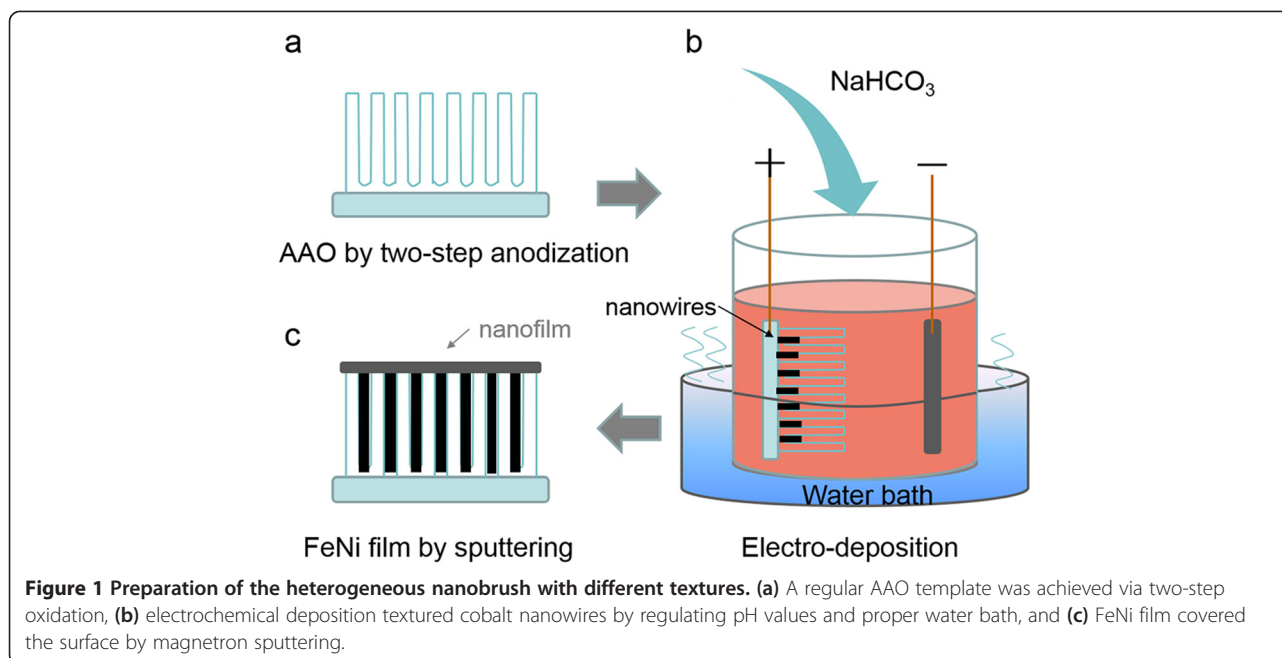 a
AAO by two-step anodization
b
NaHCO₃
+
−
nanowires
Water bath
Electro-deposition
c
nanofilm
FeNi film by sputtering
Figure 1 Preparation of the heterogeneous nanobrush with different textures. (a) A regular AAO template was achieved via two-step
oxidation, (b) electrochemical deposition textured cobalt nanowires by regulating pH values and proper water bath, and (c) FeNi film covered
the surface by magnetron sputtering.